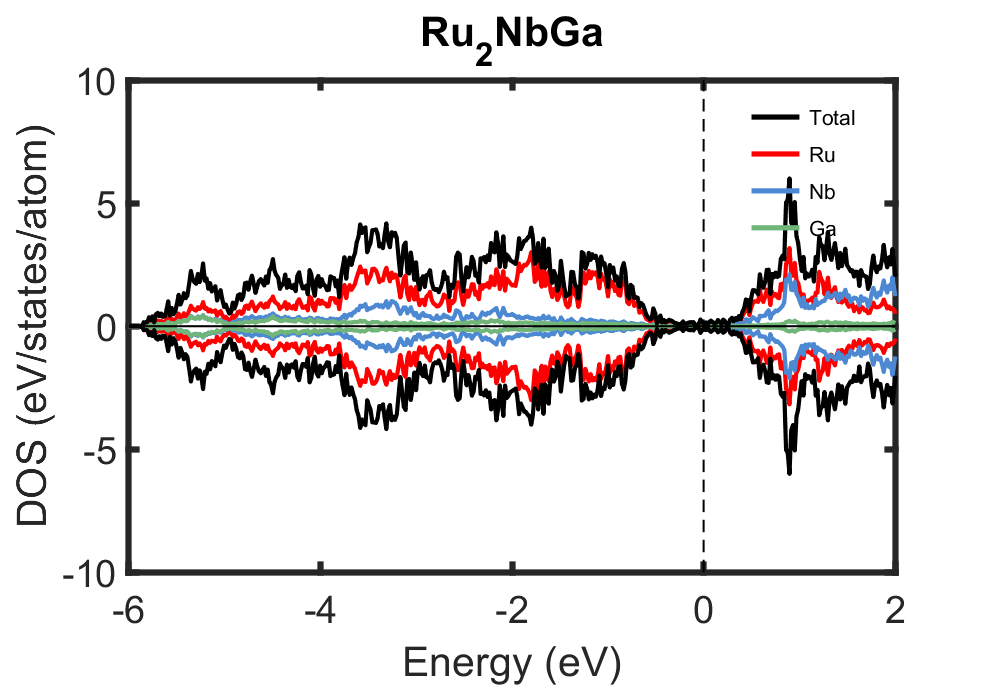 Ru₂NbGa
10
5
0
-5
-10
DOS (eV/states/atom)
-6 -4 -2 0 2
Energy (eV)
Total
Ru
Nb
Ga